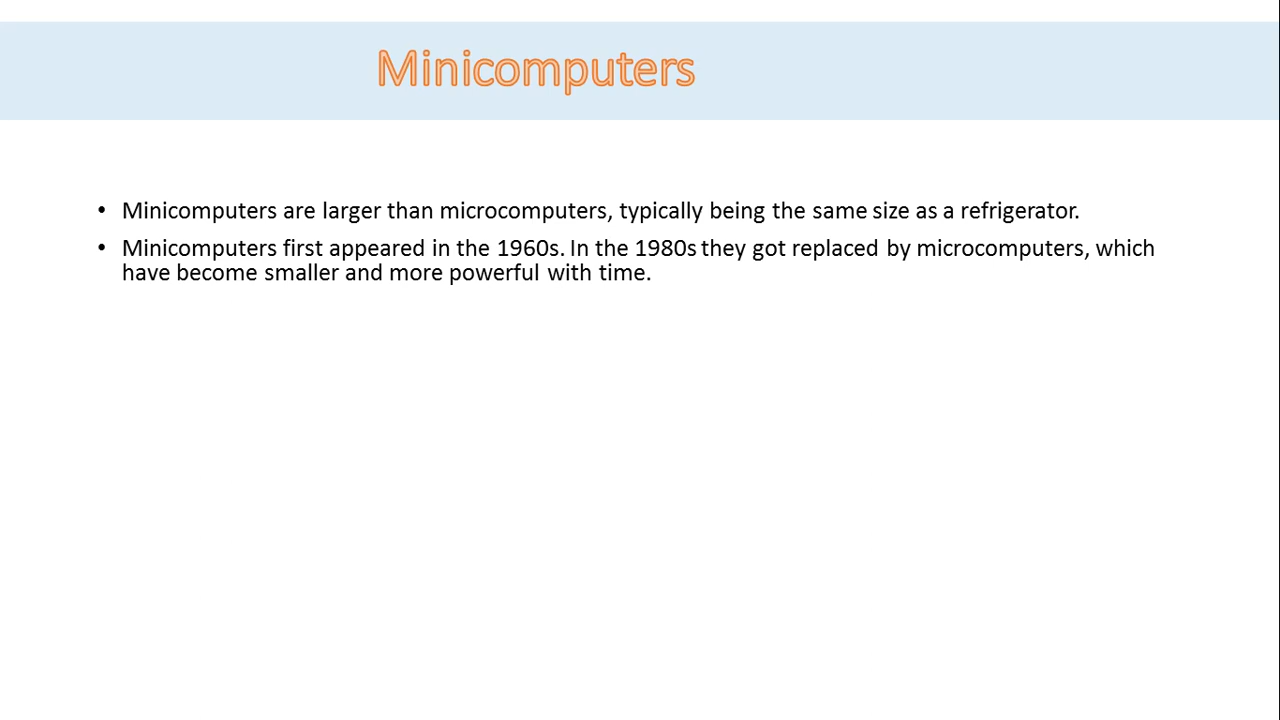 Minicomputers
• Minicomputers are larger than microcomputers, typically being the same size as a refrigerator.
• Minicomputers first appeared in the 1960s. In the 1980s they got replaced by microcomputers, which
have become smaller and more powerful with time.